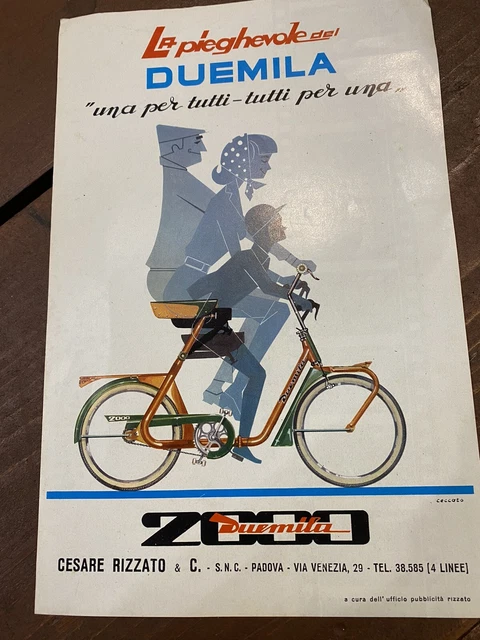 La pieghevole del
DUEMILA
"una per tutti - tutti per una"
Duemila
2000
ceccato
2000
Duemila
CESARE RIZZATO & C. - S.N.C. - PADOVA - VIA VENEZIA, 29 - TEL. 38.585 [4 LINEE]
a cura dell'ufficio pubblicità rizzato